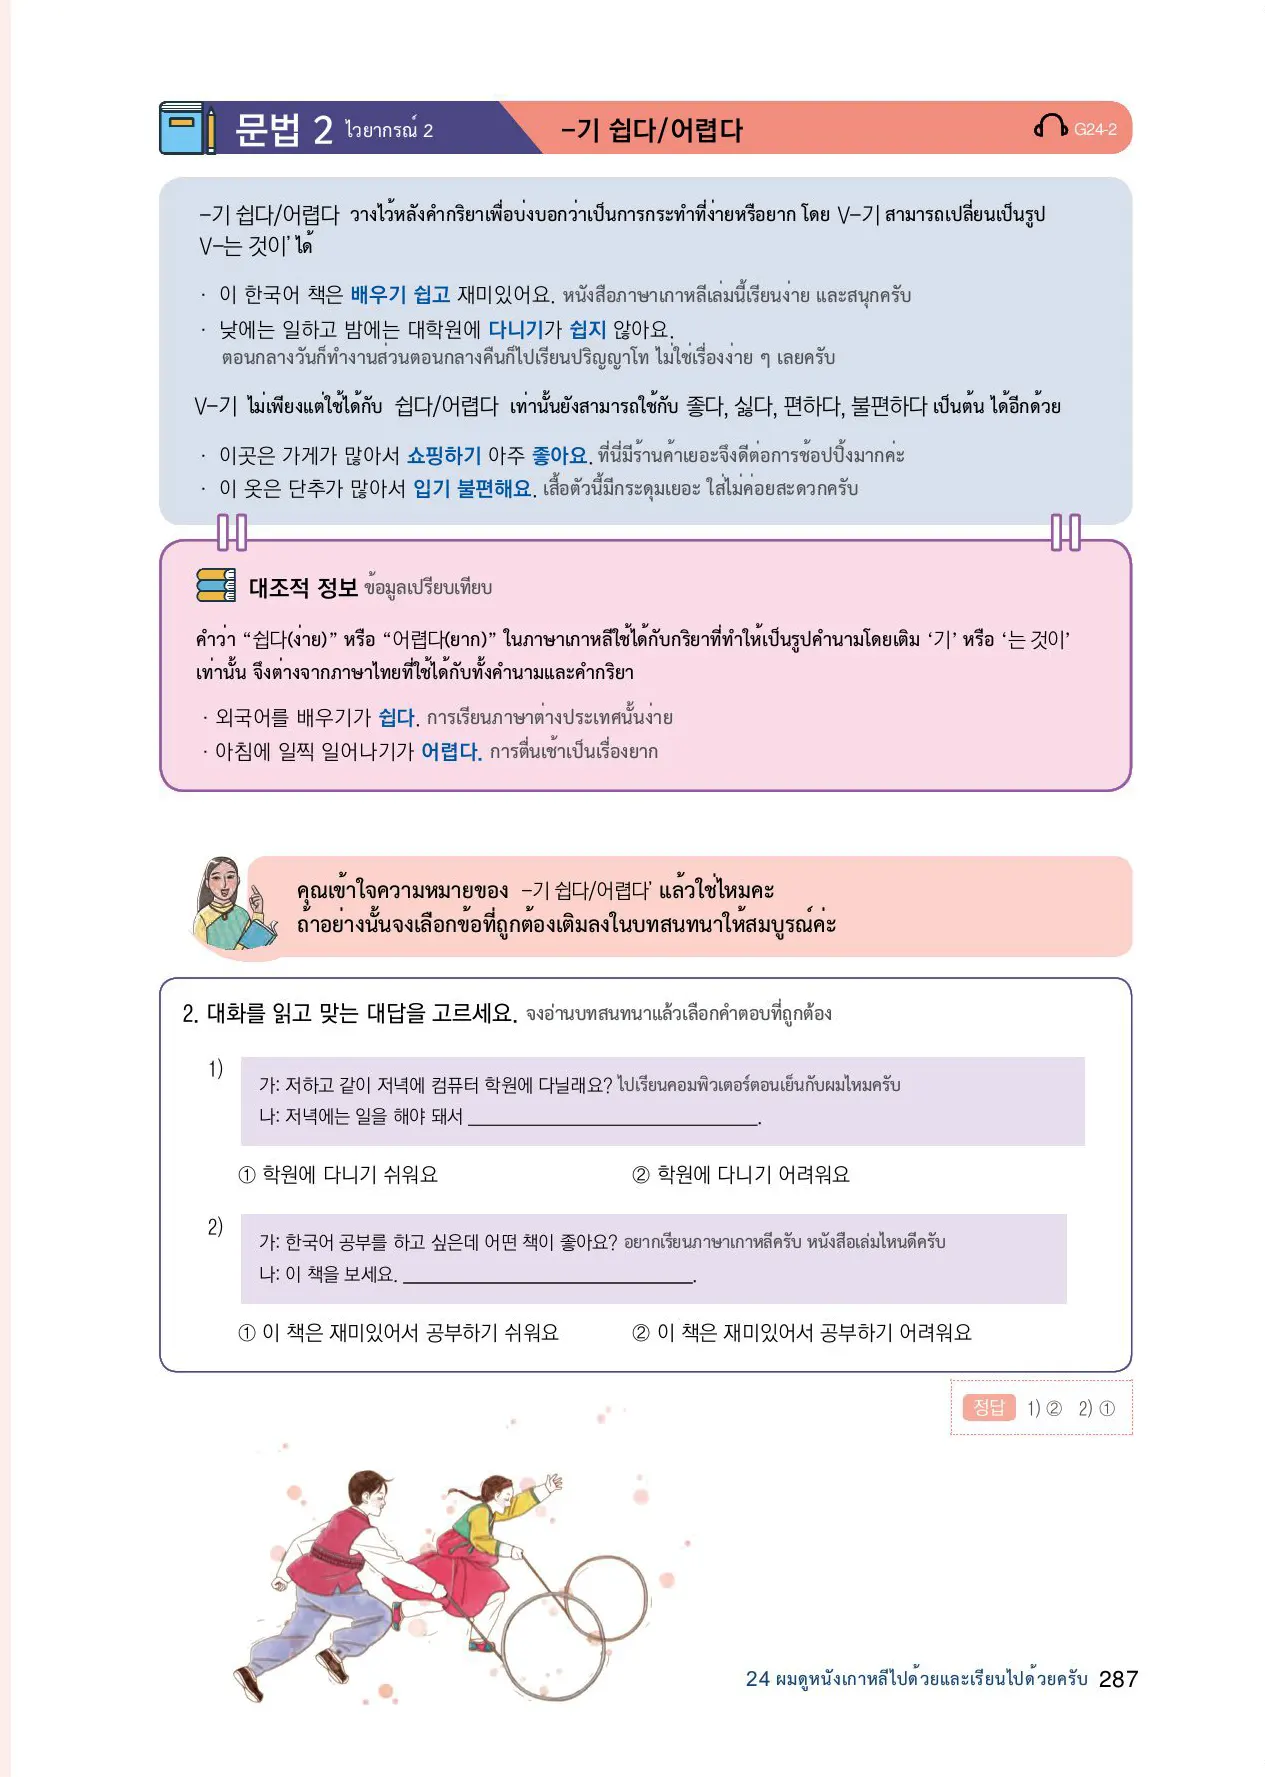 문법 2 ไวยากรณ์ 2 –기 쉽다/어렵다 G24-2
–기 쉽다/어렵다 วางไว้หลังคำกริยาเพื่อบ่งบอกว่าเป็นการกระทำที่ง่ายหรือยาก โดย V–기 สามารถเปลี่ยนเป็นรูป
V–는 것이’ ได้
· 이 한국어 책은 배우기 쉽고 재미있어요. หนังสือภาษาเกาหลีเล่มนี้เรียนง่าย และสนุกครับ
· 낮에는 일하고 밤에는 대학원에 다니기가 쉽지 않아요.
ตอนกลางวันก็ทำงานส่วนตอนกลางคืนก็ไปเรียนปริญญาโท ไม่ใช่เรื่องง่าย ๆ เลยครับ
V–기 ไม่เพียงแต่ใช้ได้กับ 쉽다/어렵다 เท่านั้นยังสามารถใช้กับ 좋다, 싫다, 편하다, 불편하다 เป็นต้น ได้อีกด้วย
· 이곳은 가게가 많아서 쇼핑하기 아주 좋아요. ที่นี่มีร้านค้าเยอะจึงดีต่อการช้อปปิ้งมากค่ะ
· 이 옷은 단추가 많아서 입기 불편해요. เสื้อตัวนี้มีกระดุมเยอะ ใส่ไม่ค่อยสะดวกครับ
대조적 정보 ข้อมูลเปรียบเทียบ
คำว่า “쉽다(ง่าย)” หรือ “어렵다(ยาก)” ในภาษาเกาหลีใช้ได้กับกริยาที่ทำให้เป็นรูปคำนามโดยเติม ‘기’ หรือ ‘는 것이’
เท่านั้น จึงต่างจากภาษาไทยที่ใช้ได้กับทั้งคำนามและคำกริยา
· 외국어를 배우기가 쉽다. การเรียนภาษาต่างประเทศนั้นง่าย
· 아침에 일찍 일어나기가 어렵다. การตื่นเช้าเป็นเรื่องยาก
คุณเข้าใจความหมายของ –기 쉽다/어렵다’ แล้วใช่ไหมคะ
ถ้าอย่างนั้นจงเลือกข้อที่ถูกต้องเติมลงในบทสนทนาให้สมบูรณ์ค่ะ
2. 대화를 읽고 맞는 대답을 고르세요. จงอ่านบทสนทนาแล้วเลือกคำตอบที่ถูกต้อง
1)
가: 저하고 같이 저녁에 컴퓨터 학원에 다닐래요? ไปเรียนคอมพิวเตอร์ตอนเย็นกับผมไหมครับ
나: 저녁에는 일을 해야 돼서 ______________________________.
① 학원에 다니기 쉬워요 ② 학원에 다니기 어려워요
2)
가: 한국어 공부를 하고 싶은데 어떤 책이 좋아요? อยากเรียนภาษาเกาหลีครับ หนังสือเล่มไหนดีครับ
나: 이 책을 보세요. ______________________________.
① 이 책은 재미있어서 공부하기 쉬워요 ② 이 책은 재미있어서 공부하기 어려워요
정답 1) ② 2) ①
24 ผมดูหนังเกาหลีไปด้วยและเรียนไปด้วยครับ 287